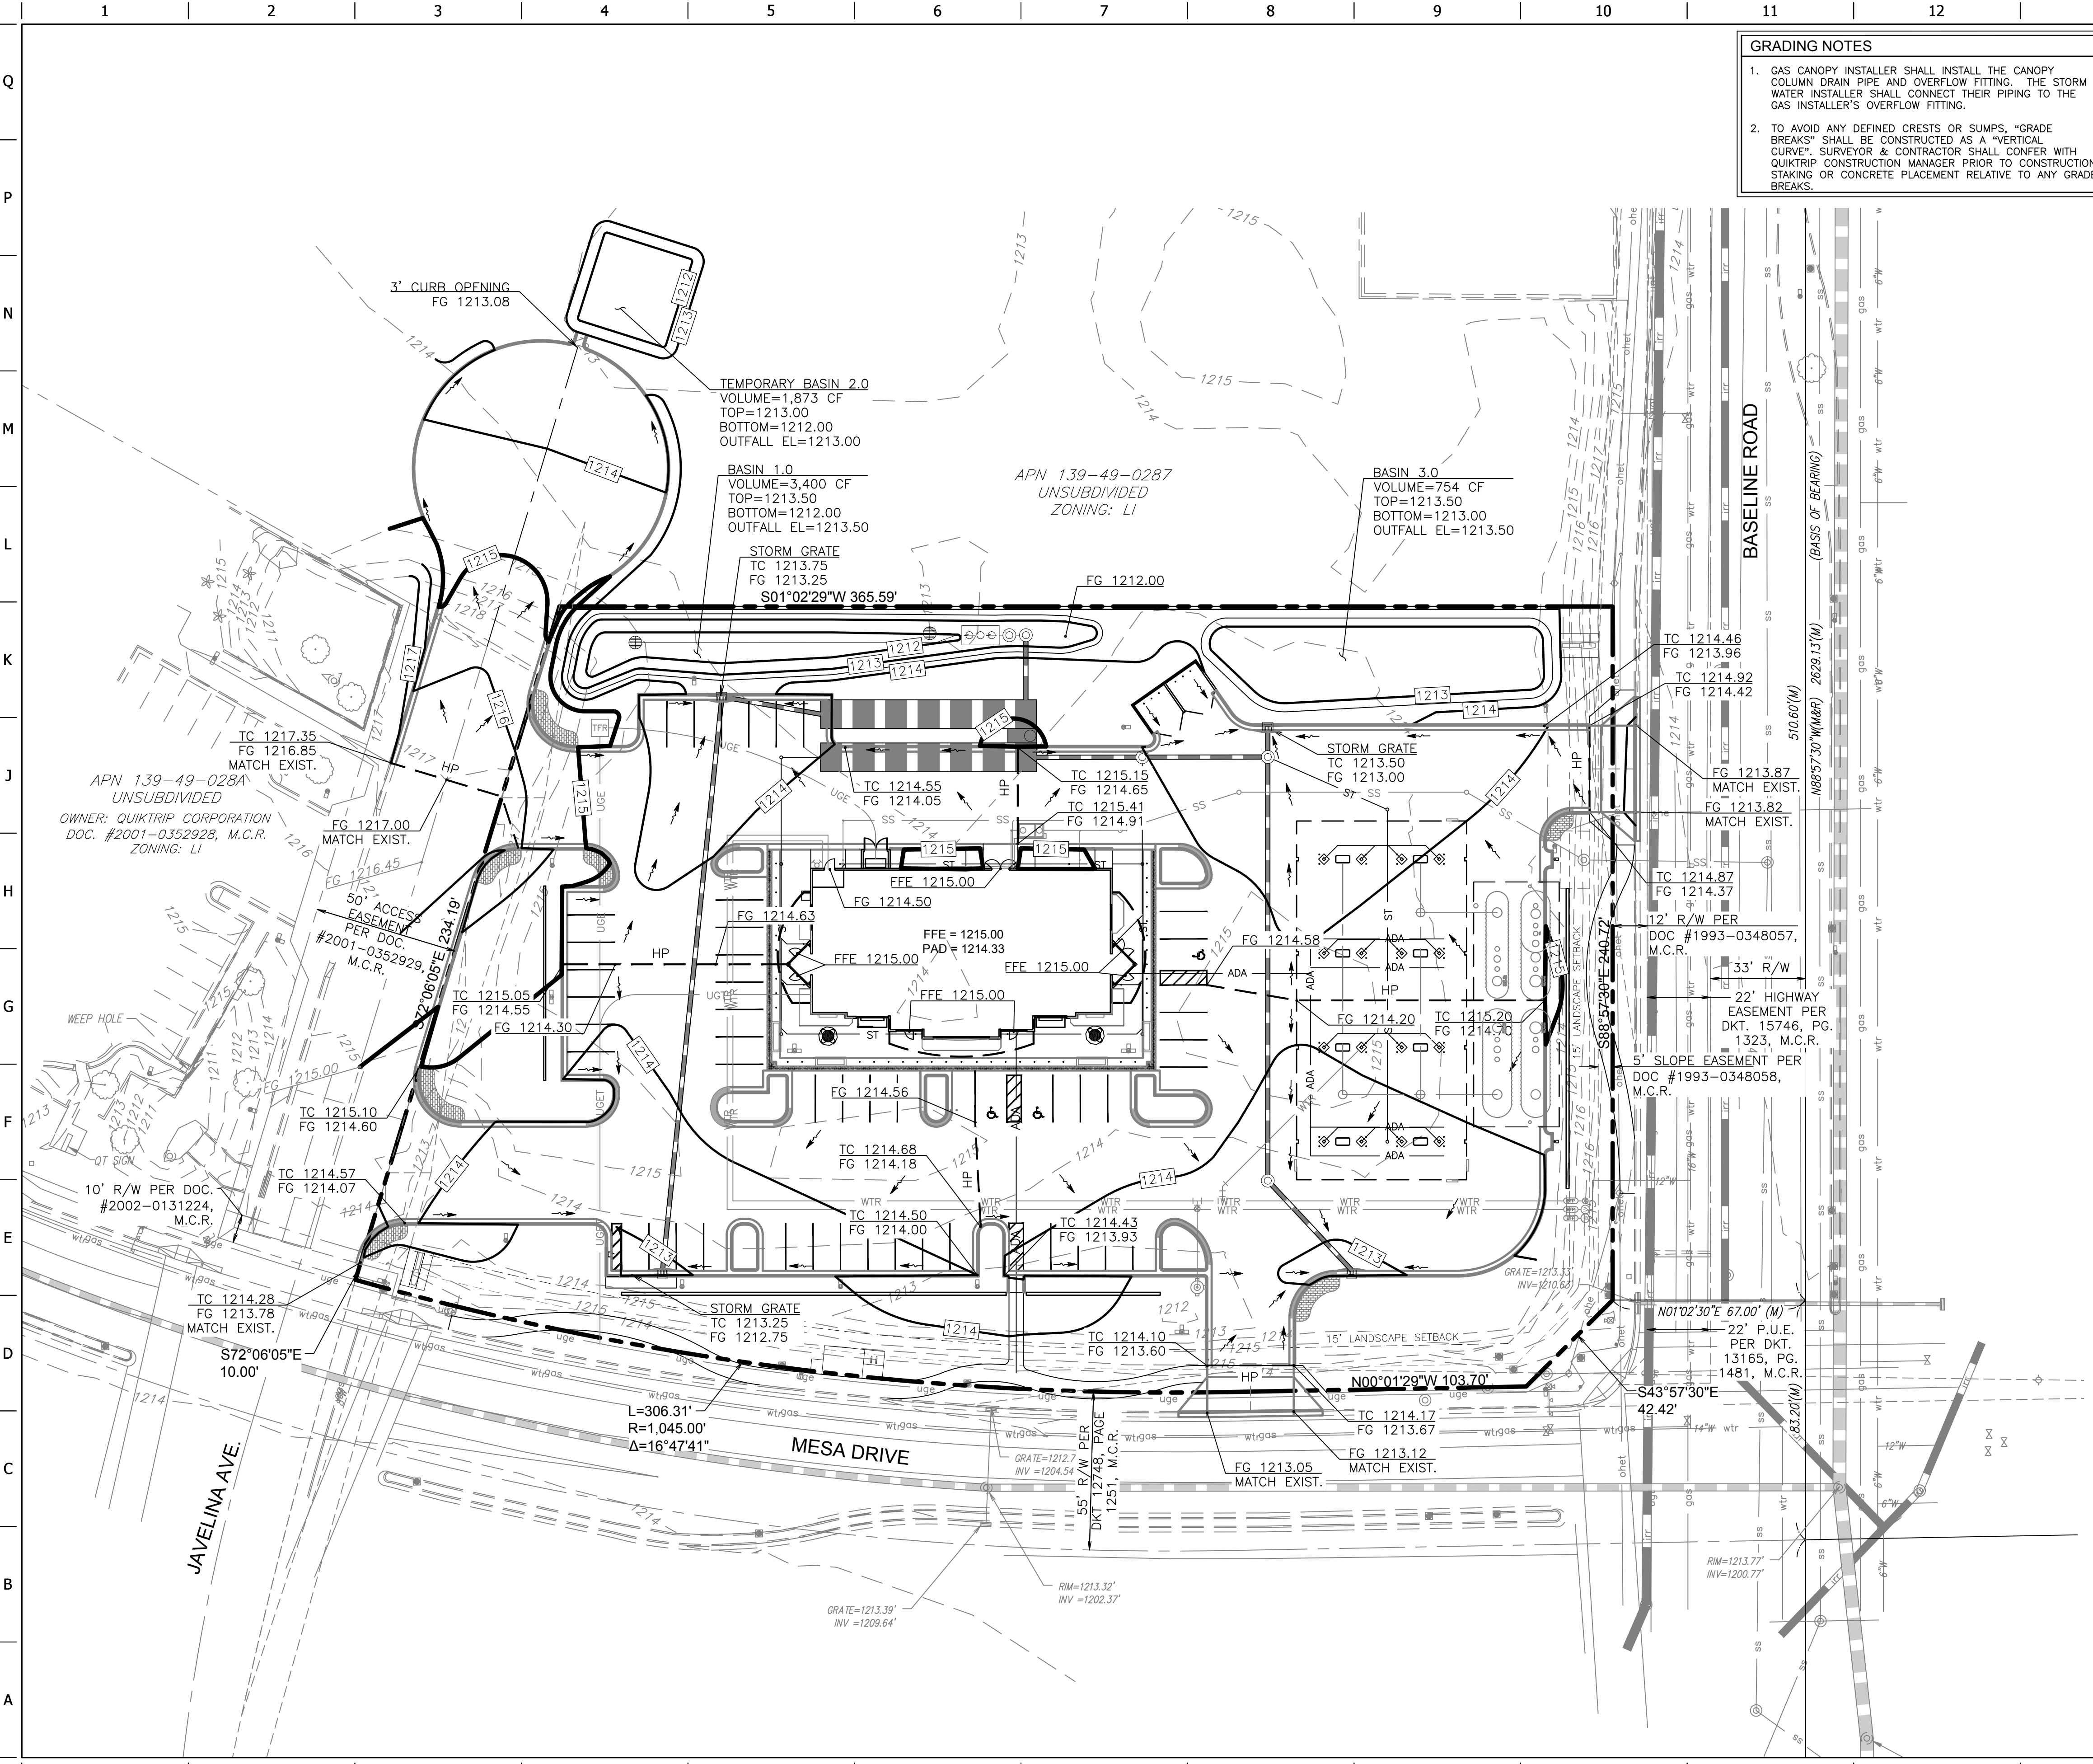 1 2 3 4 5 6 7 8 9 10 11 12
Q
P
N
M
L
K
J
H
G
F
E
D
C
B
A
GRADING NOTES
1. GAS CANOPY INSTALLER SHALL INSTALL THE CANOPY
COLUMN DRAIN PIPE AND OVERFLOW FITTING. THE STORM
WATER INSTALLER SHALL CONNECT THEIR PIPING TO THE
GAS INSTALLER'S OVERFLOW FITTING.
2. TO AVOID ANY DEFINED CRESTS OR SUMPS, "GRADE
BREAKS" SHALL BE CONSTRUCTED AS A "VERTICAL
CURVE". SURVEYOR & CONTRACTOR SHALL CONFER WITH
QUIKTRIP CONSTRUCTION MANAGER PRIOR TO CONSTRUCTION
STAKING OR CONCRETE PLACEMENT RELATIVE TO ANY GRADE
BREAKS.
3' CURB OPENING
FG 1213.08
TEMPORARY BASIN 2.0
VOLUME=1,873 CF
TOP=1213.00
BOTTOM=1212.00
OUTFALL EL=1213.00
BASIN 1.0
VOLUME=3,400 CF
TOP=1213.50
BOTTOM=1212.00
OUTFALL EL=1213.50
STORM GRATE
TC 1213.75
FG 1213.25
APN 139-49-0287
UNSUBDIVIDED
ZONING: LI
BASIN 3.0
VOLUME=754 CF
TOP=1213.50
BOTTOM=1213.00
OUTFALL EL=1213.50
FG 1212.00
S01°02'29"W 365.59'
BASELINE ROAD
(BASIS OF BEARING)
N88°57'30"W(M&R) 2629.13'(M)
510.60'(M)
TC 1214.46
FG 1213.96
TC 1214.92
FG 1214.42
TC 1217.35
FG 1216.85
MATCH EXIST.
APN 139-49-028A
UNSUBDIVIDED
OWNER: QUIKTRIP CORPORATION
DOC. #2001-0352928, M.C.R.
ZONING: LI
FG 1217.00
MATCH EXIST.
FG 1216.45
TC 1214.55
FG 1214.05
TC 1215.15
FG 1214.65
TC 1215.41
FG 1214.91
STORM GRATE
TC 1213.50
FG 1213.00
FG 1213.87
MATCH EXIST.
FG 1213.82
MATCH EXIST.
TC 1214.87
FG 1214.37
50' ACCESS
EASEMENT
PER DOC.
#2001-0352929,
M.C.R.
S72°06'05"E 234.19'
FFE 1215.00
FG 1214.50
FG 1214.63
FFE = 1215.00
PAD = 1214.33
FFE 1215.00
FFE 1215.00
FFE 1215.00
FG 1214.58
12' R/W PER
DOC #1993-0348057,
M.C.R.
33' R/W
22' HIGHWAY
EASEMENT PER
DKT. 15746, PG.
1323, M.C.R.
5' SLOPE EASEMENT PER
DOC #1993-0348058,
M.C.R.
15' LANDSCAPE SETBACK
S88°57'30"E 240.72'
TC 1215.05
FG 1214.55
FG 1214.30
FG 1214.20
TC 1215.20
FG 1214.70
WEEP HOLE
FG 1215.00
QT SIGN
TC 1215.10
FG 1214.60
FG 1214.56
TC 1214.57
FG 1214.07
TC 1214.68
FG 1214.18
10' R/W PER DOC.
#2002-0131224,
M.C.R.
TC 1214.50
FG 1214.00
TC 1214.43
FG 1213.93
TC 1214.28
FG 1213.78
MATCH EXIST.
STORM GRATE
TC 1213.25
FG 1212.75
GRATE=1213.33'
INV=1210.63'
N01°02'30"E 67.00' (M)
22' P.U.E.
PER DKT.
13165, PG.
1481, M.C.R.
TC 1214.10
FG 1213.60
15' LANDSCAPE SETBACK
S72°06'05"E
10.00'
N00°01'29"W 103.70'
S43°57'30"E
42.42'
83.20'(M)
L=306.31'
R=1,045.00'
Δ=16°47'41"
MESA DRIVE
JAVELINA AVE.
TC 1214.17
FG 1213.67
FG 1213.12
MATCH EXIST.
FG 1213.05
MATCH EXIST.
55' R/W PER
DKT 12748, PAGE
1251, M.C.R.
GRATE=1212.7
INV =1204.54'
RIM=1213.32'
INV =1202.37'
GRATE=1213.39'
INV =1209.64'
RIM=1213.77'
INV=1200.77'